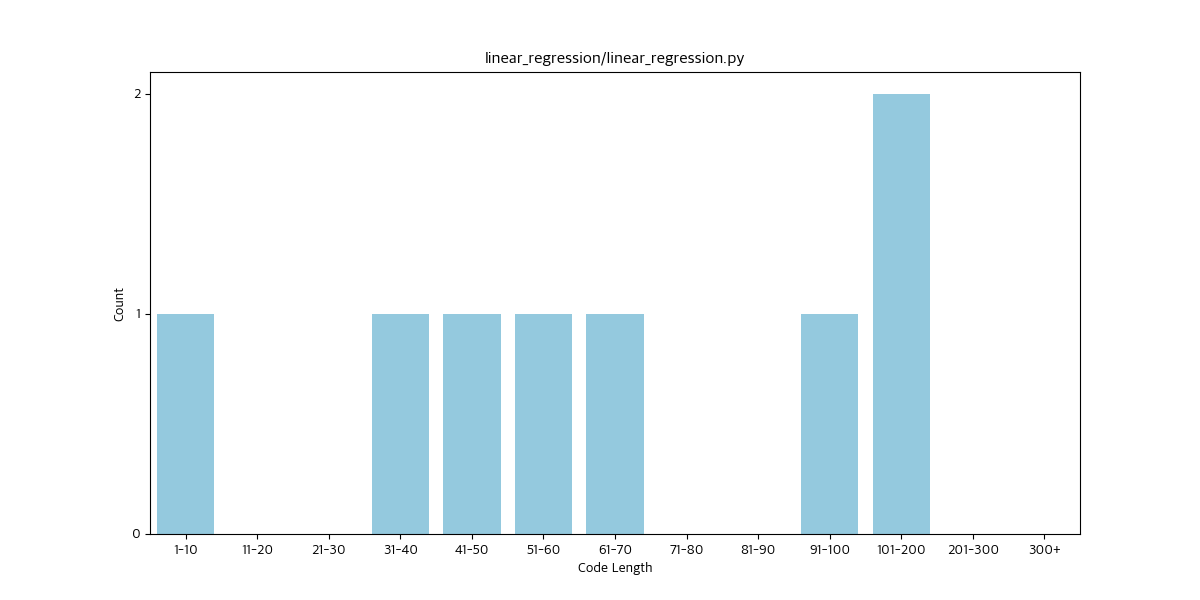 linear_regression/linear_regression.py
2
1
0
Count
1-10 11-20 21-30 31-40 41-50 51-60 61-70 71-80 81-90 91-100 101-200 201-300 300+
Code Length